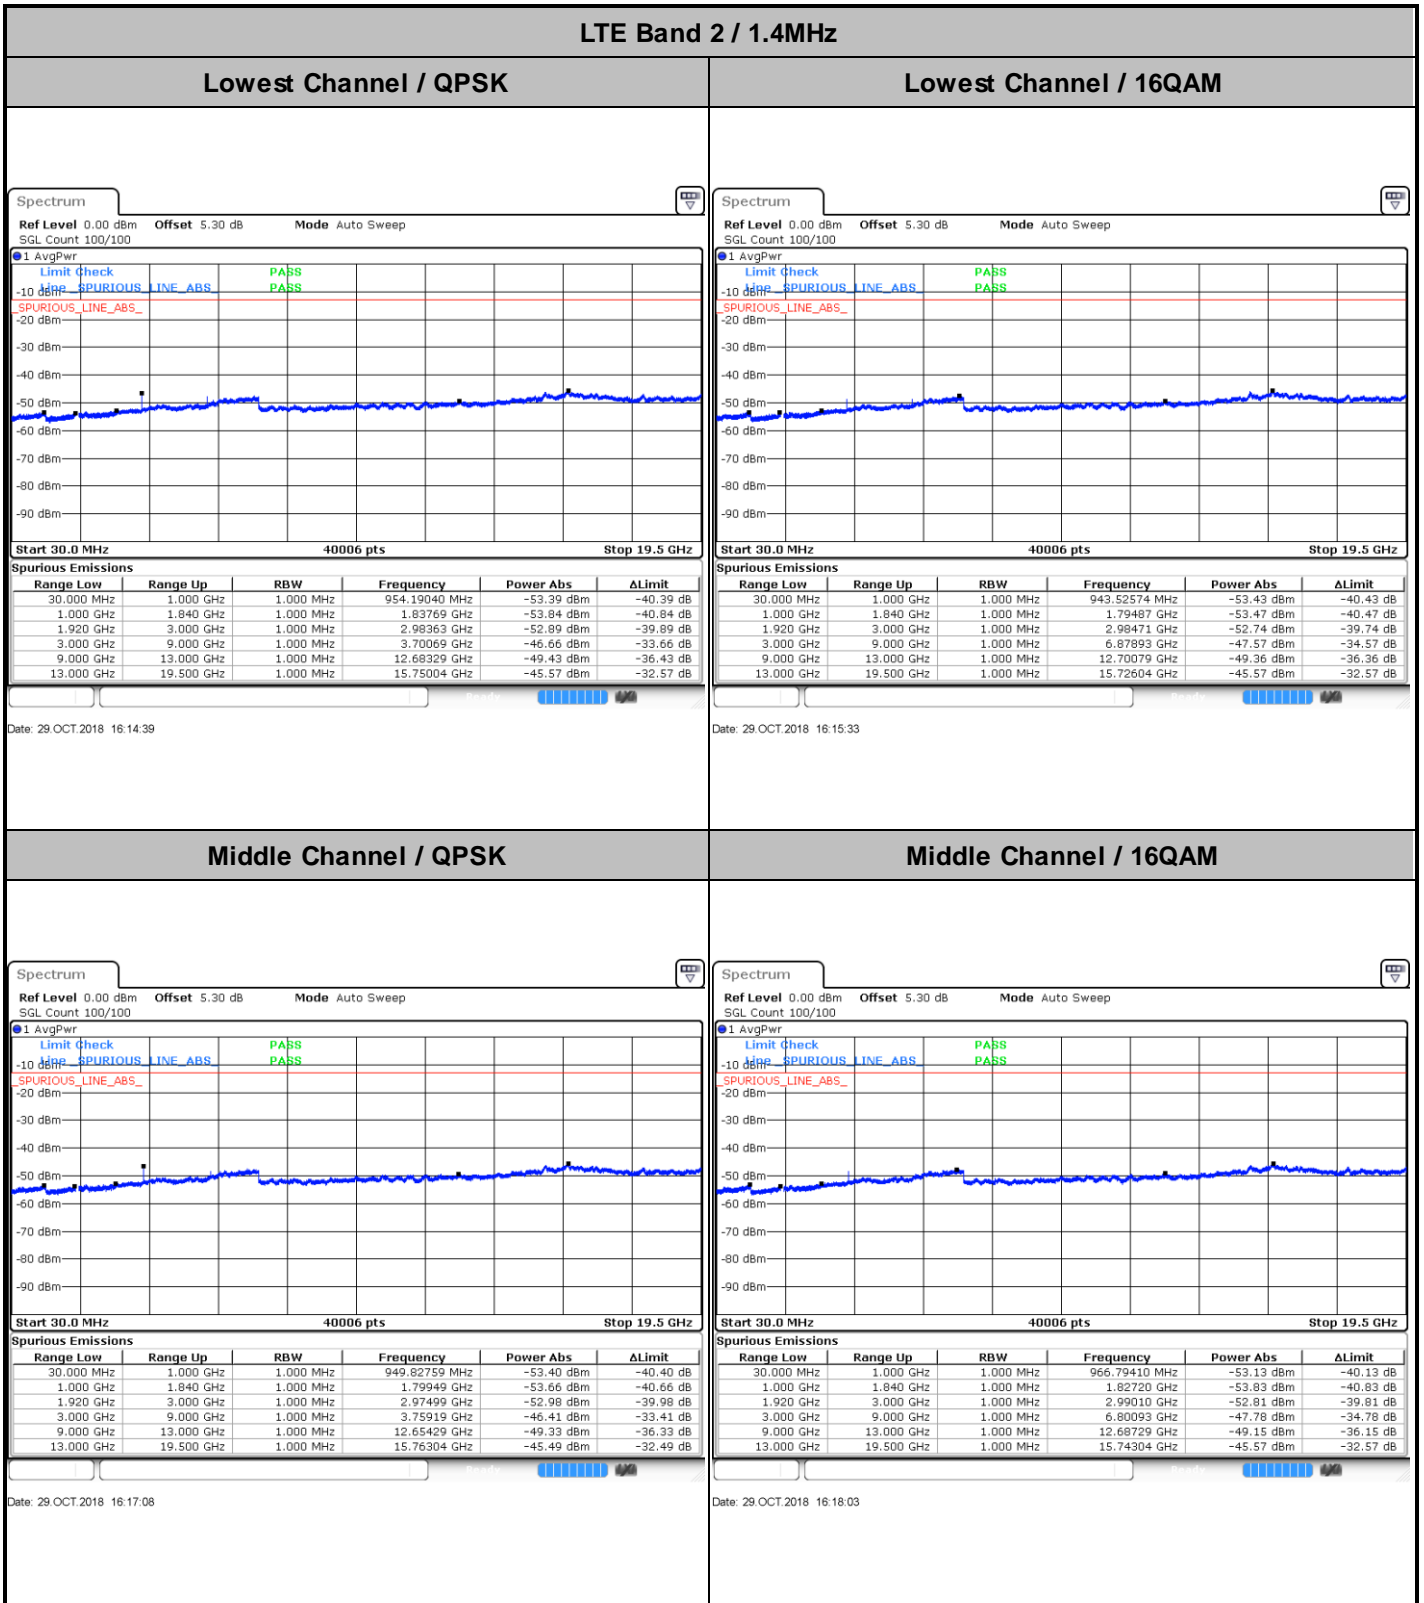 LTE Band 2 / 1.4MHz
Lowest Channel / QPSK
Lowest Channel / 16QAM
Spectrum
Ref Level 0.00 dBm Offset 5.30 dB Mode Auto Sweep
SGL Count 100/100
1 AvgPwr
Limit Check PASS
Line _SPURIOUS_LINE_ABS_ PASS
-10 dBm
_SPURIOUS_LINE_ABS_
-20 dBm
-30 dBm
-40 dBm
-50 dBm
-60 dBm
-70 dBm
-80 dBm
-90 dBm
Start 30.0 MHz 40006 pts Stop 19.5 GHz
Spurious Emissions
Range Low Range Up RBW Frequency Power Abs ΔLimit
30.000 MHz 1.000 GHz 1.000 MHz 954.19040 MHz -53.39 dBm -40.39 dB
1.000 GHz 1.840 GHz 1.000 MHz 1.83769 GHz -53.84 dBm -40.84 dB
1.920 GHz 3.000 GHz 1.000 MHz 2.98363 GHz -52.89 dBm -39.89 dB
3.000 GHz 9.000 GHz 1.000 MHz 3.70069 GHz -46.66 dBm -33.66 dB
9.000 GHz 13.000 GHz 1.000 MHz 12.68329 GHz -49.43 dBm -36.43 dB
13.000 GHz 19.500 GHz 1.000 MHz 15.75004 GHz -45.57 dBm -32.57 dB
Ready
Date: 29.OCT.2018 16:14:39
Spectrum
Ref Level 0.00 dBm Offset 5.30 dB Mode Auto Sweep
SGL Count 100/100
1 AvgPwr
Limit Check PASS
Line _SPURIOUS_LINE_ABS_ PASS
-10 dBm
_SPURIOUS_LINE_ABS_
-20 dBm
-30 dBm
-40 dBm
-50 dBm
-60 dBm
-70 dBm
-80 dBm
-90 dBm
Start 30.0 MHz 40006 pts Stop 19.5 GHz
Spurious Emissions
Range Low Range Up RBW Frequency Power Abs ΔLimit
30.000 MHz 1.000 GHz 1.000 MHz 943.52574 MHz -53.43 dBm -40.43 dB
1.000 GHz 1.840 GHz 1.000 MHz 1.79487 GHz -53.47 dBm -40.47 dB
1.920 GHz 3.000 GHz 1.000 MHz 2.98471 GHz -52.74 dBm -39.74 dB
3.000 GHz 9.000 GHz 1.000 MHz 6.87893 GHz -47.57 dBm -34.57 dB
9.000 GHz 13.000 GHz 1.000 MHz 12.70079 GHz -49.36 dBm -36.36 dB
13.000 GHz 19.500 GHz 1.000 MHz 15.72604 GHz -45.57 dBm -32.57 dB
Ready
Date: 29.OCT.2018 16:15:33
Middle Channel / QPSK
Middle Channel / 16QAM
Spectrum
Ref Level 0.00 dBm Offset 5.30 dB Mode Auto Sweep
SGL Count 100/100
1 AvgPwr
Limit Check PASS
Line _SPURIOUS_LINE_ABS_ PASS
-10 dBm
_SPURIOUS_LINE_ABS_
-20 dBm
-30 dBm
-40 dBm
-50 dBm
-60 dBm
-70 dBm
-80 dBm
-90 dBm
Start 30.0 MHz 40006 pts Stop 19.5 GHz
Spurious Emissions
Range Low Range Up RBW Frequency Power Abs ΔLimit
30.000 MHz 1.000 GHz 1.000 MHz 949.82759 MHz -53.40 dBm -40.40 dB
1.000 GHz 1.840 GHz 1.000 MHz 1.79949 GHz -53.66 dBm -40.66 dB
1.920 GHz 3.000 GHz 1.000 MHz 2.97499 GHz -52.98 dBm -39.98 dB
3.000 GHz 9.000 GHz 1.000 MHz 3.75919 GHz -46.41 dBm -33.41 dB
9.000 GHz 13.000 GHz 1.000 MHz 12.65429 GHz -49.33 dBm -36.33 dB
13.000 GHz 19.500 GHz 1.000 MHz 15.76304 GHz -45.49 dBm -32.49 dB
Ready
Date: 29.OCT.2018 16:17:08
Spectrum
Ref Level 0.00 dBm Offset 5.30 dB Mode Auto Sweep
SGL Count 100/100
1 AvgPwr
Limit Check PASS
Line _SPURIOUS_LINE_ABS_ PASS
-10 dBm
_SPURIOUS_LINE_ABS_
-20 dBm
-30 dBm
-40 dBm
-50 dBm
-60 dBm
-70 dBm
-80 dBm
-90 dBm
Start 30.0 MHz 40006 pts Stop 19.5 GHz
Spurious Emissions
Range Low Range Up RBW Frequency Power Abs ΔLimit
30.000 MHz 1.000 GHz 1.000 MHz 966.79410 MHz -53.13 dBm -40.13 dB
1.000 GHz 1.840 GHz 1.000 MHz 1.82720 GHz -53.83 dBm -40.83 dB
1.920 GHz 3.000 GHz 1.000 MHz 2.99010 GHz -52.81 dBm -39.81 dB
3.000 GHz 9.000 GHz 1.000 MHz 6.80093 GHz -47.78 dBm -34.78 dB
9.000 GHz 13.000 GHz 1.000 MHz 12.68729 GHz -49.15 dBm -36.15 dB
13.000 GHz 19.500 GHz 1.000 MHz 15.74304 GHz -45.57 dBm -32.57 dB
Ready
Date: 29.OCT.2018 16:18:03